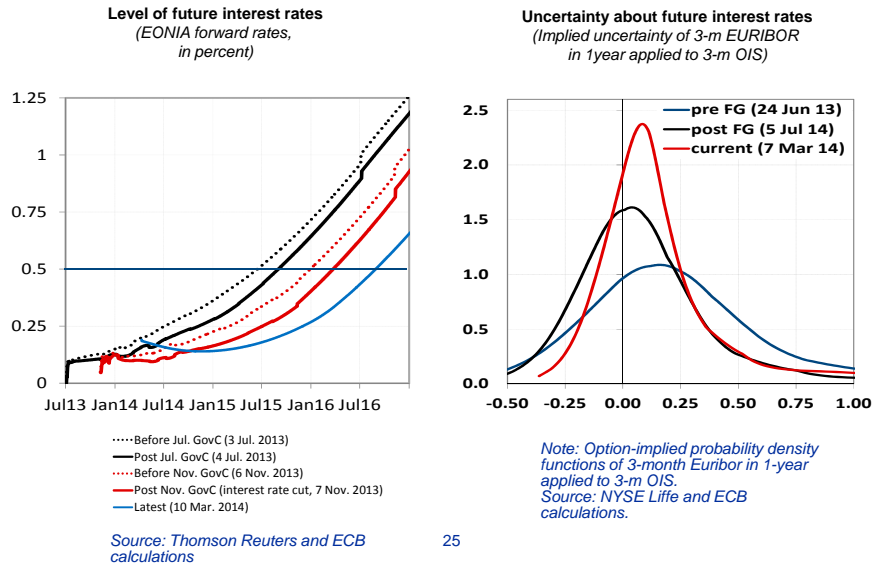 Level of future interest rates
(EONIA forward rates,
in percent)
1.25
1
0.75
0.5
0.25
0
Jul13 Jan14 Jul14 Jan15 Jul15 Jan16 Jul16
Before Jul. GovC (3 Jul. 2013)
Post Jul. GovC (4 Jul. 2013)
Before Nov. GovC (6 Nov. 2013)
Post Nov. GovC (interest rate cut, 7 Nov. 2013)
Latest (10 Mar. 2014)
Source: Thomson Reuters and ECB
calculations
Uncertainty about future interest rates
(Implied uncertainty of 3-m EURIBOR
in 1year applied to 3-m OIS)
2.5
2.0
1.5
1.0
0.5
0.0
pre FG (24 Jun 13)
post FG (5 Jul 14)
current (7 Mar 14)
-0.50 -0.25 0.00 0.25 0.50 0.75 1.00
Note: Option-implied probability density
functions of 3-month Euribor in 1-year
applied to 3-m OIS.
Source: NYSE Liffe and ECB
calculations.
25